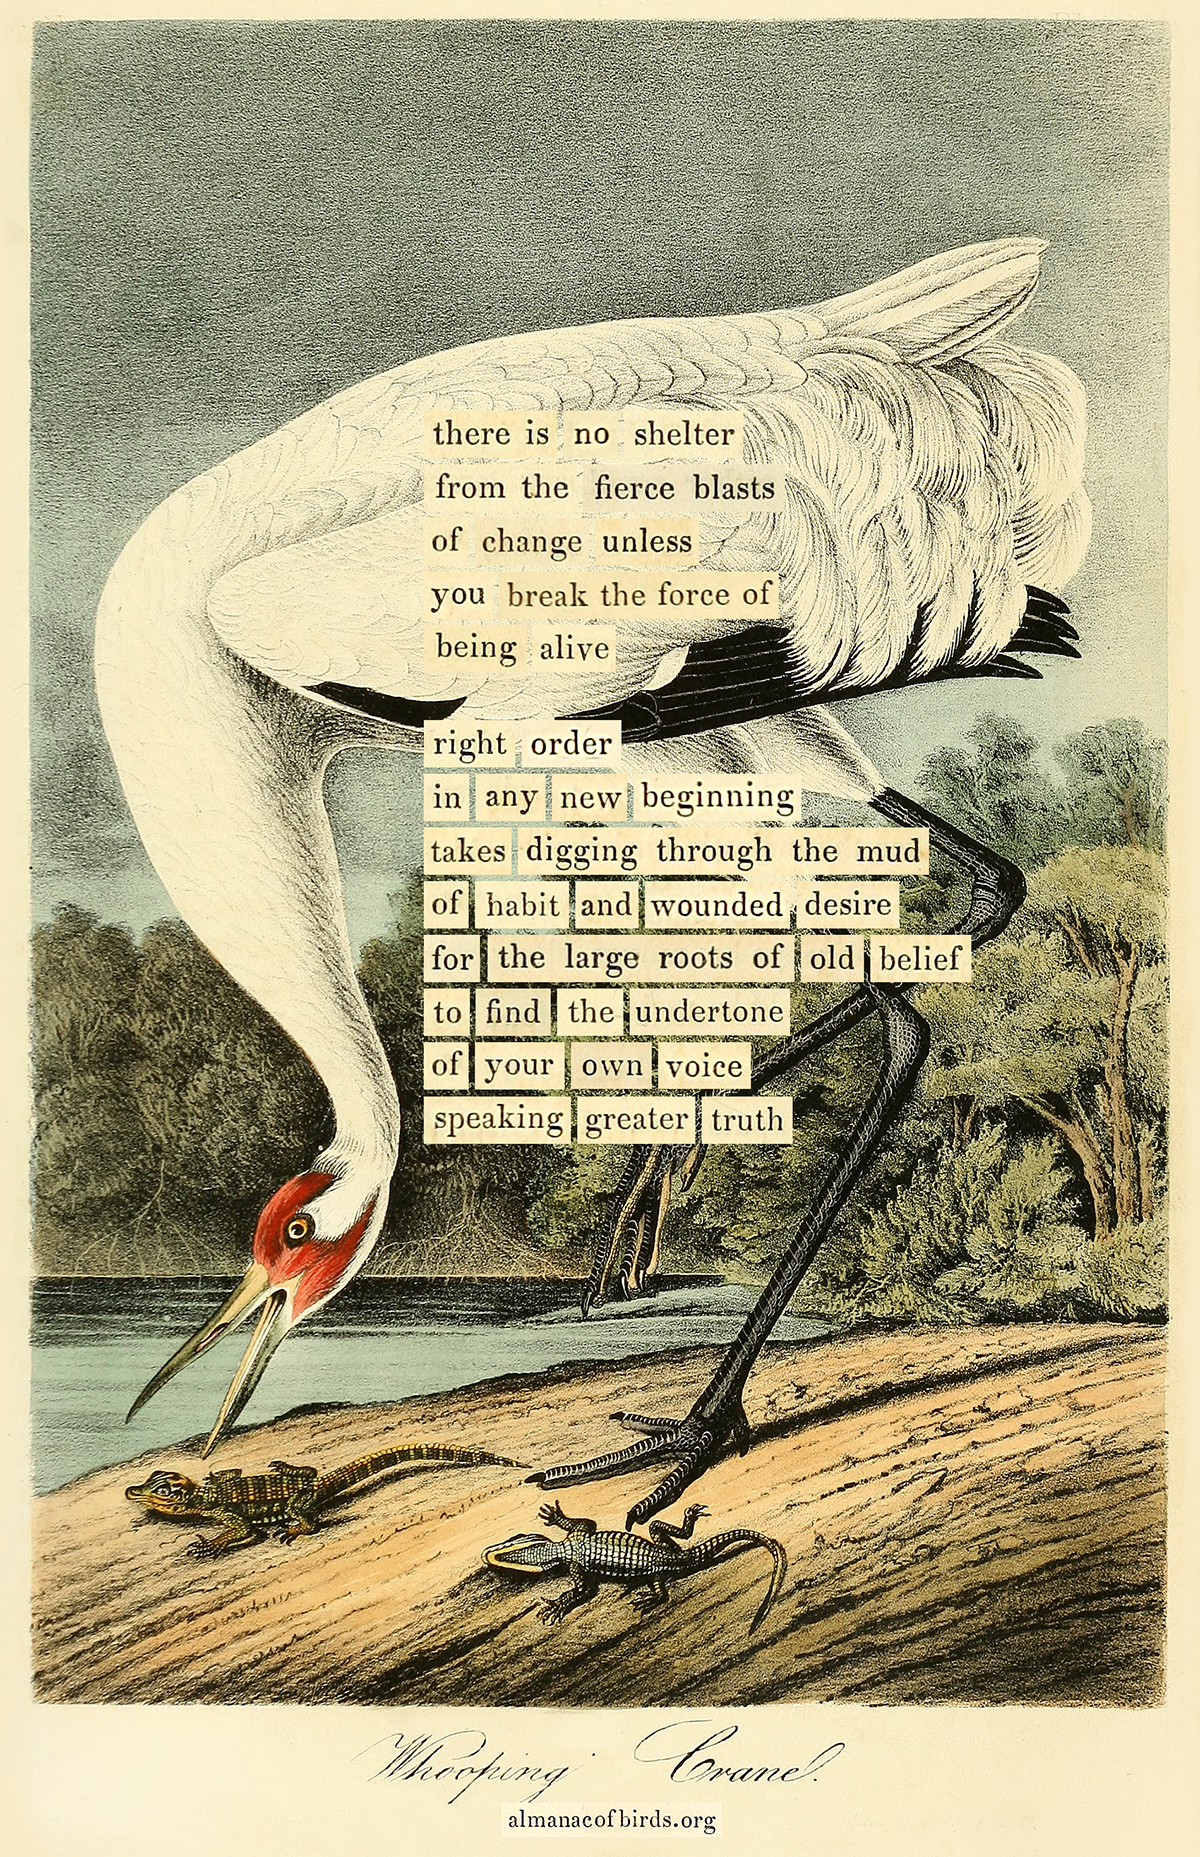 there is no shelter
from the fierce blasts
of change unless
you break the force of
being alive
right order
in any new beginning
takes digging through the mud
of habit and wounded desire
for the large roots of old belief
to find the undertone
of your own voice
speaking greater truth
Whooping Crane.
almanacofbirds.org